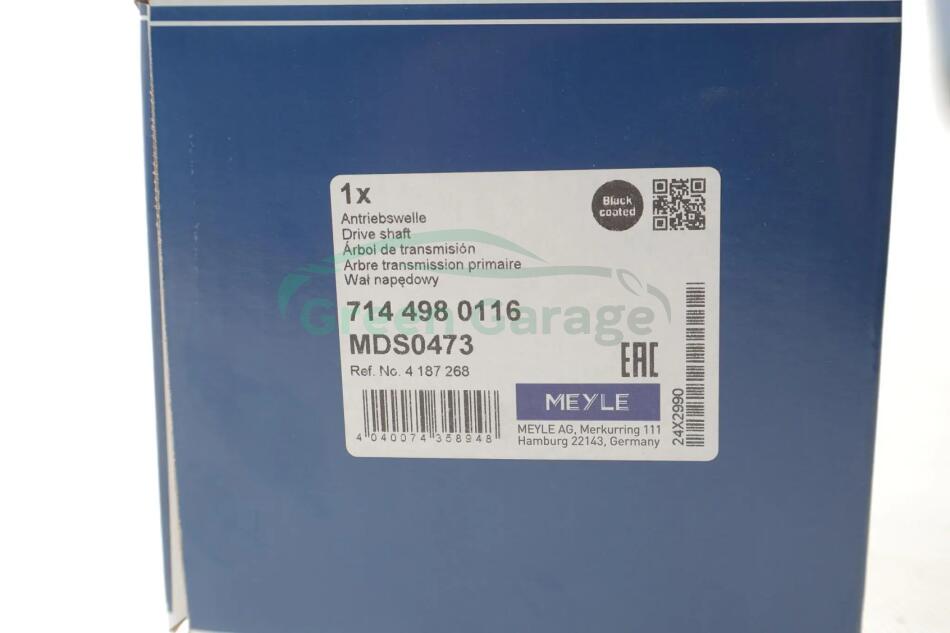 1x
Black
coated
Antriebswelle
Drive shaft
Árbol de transmisión
Arbre transmission primaire
Wał napędowy
714 498 0116
Green Garage
MDS0473
Ref. No. 4 187 268
EAC
4 040074 358948
MEYLE
MEYLE AG, Merkurring 111
Hamburg 22143, Germany
24X2990